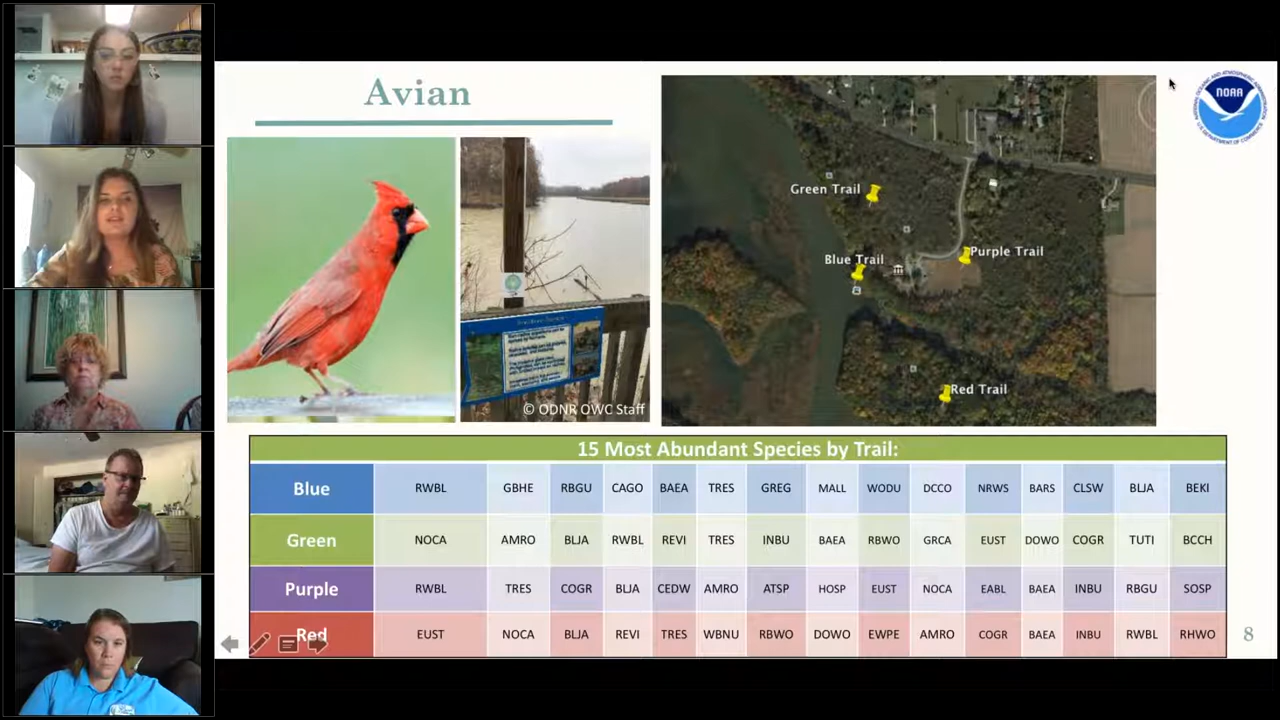 Avian
NOAA
Green Trail
Purple Trail
Blue Trail
Red Trail
© ODNR OWC Staff
15 Most Abundant Species by Trail:
Blue RWBL GBHE RBGU CAGO BAEA TRES GREG MALL WODU DCCO NRWS BARS CLSW BLJA BEKI
Green NOCA AMRO BLJA RWBL REVI TRES INBU BAEA RBWO GRCA EUST DOWO COGR TUTI BCCH
Purple RWBL TRES COGR BLJA CEDW AMRO ATSP HOSP EUST NOCA EABL BAEA INBU RBGU SOSP
Red EUST NOCA BLJA REVI TRES WBNU RBWO DOWO EWPE AMRO COGR BAEA INBU RWBL RHWO
8